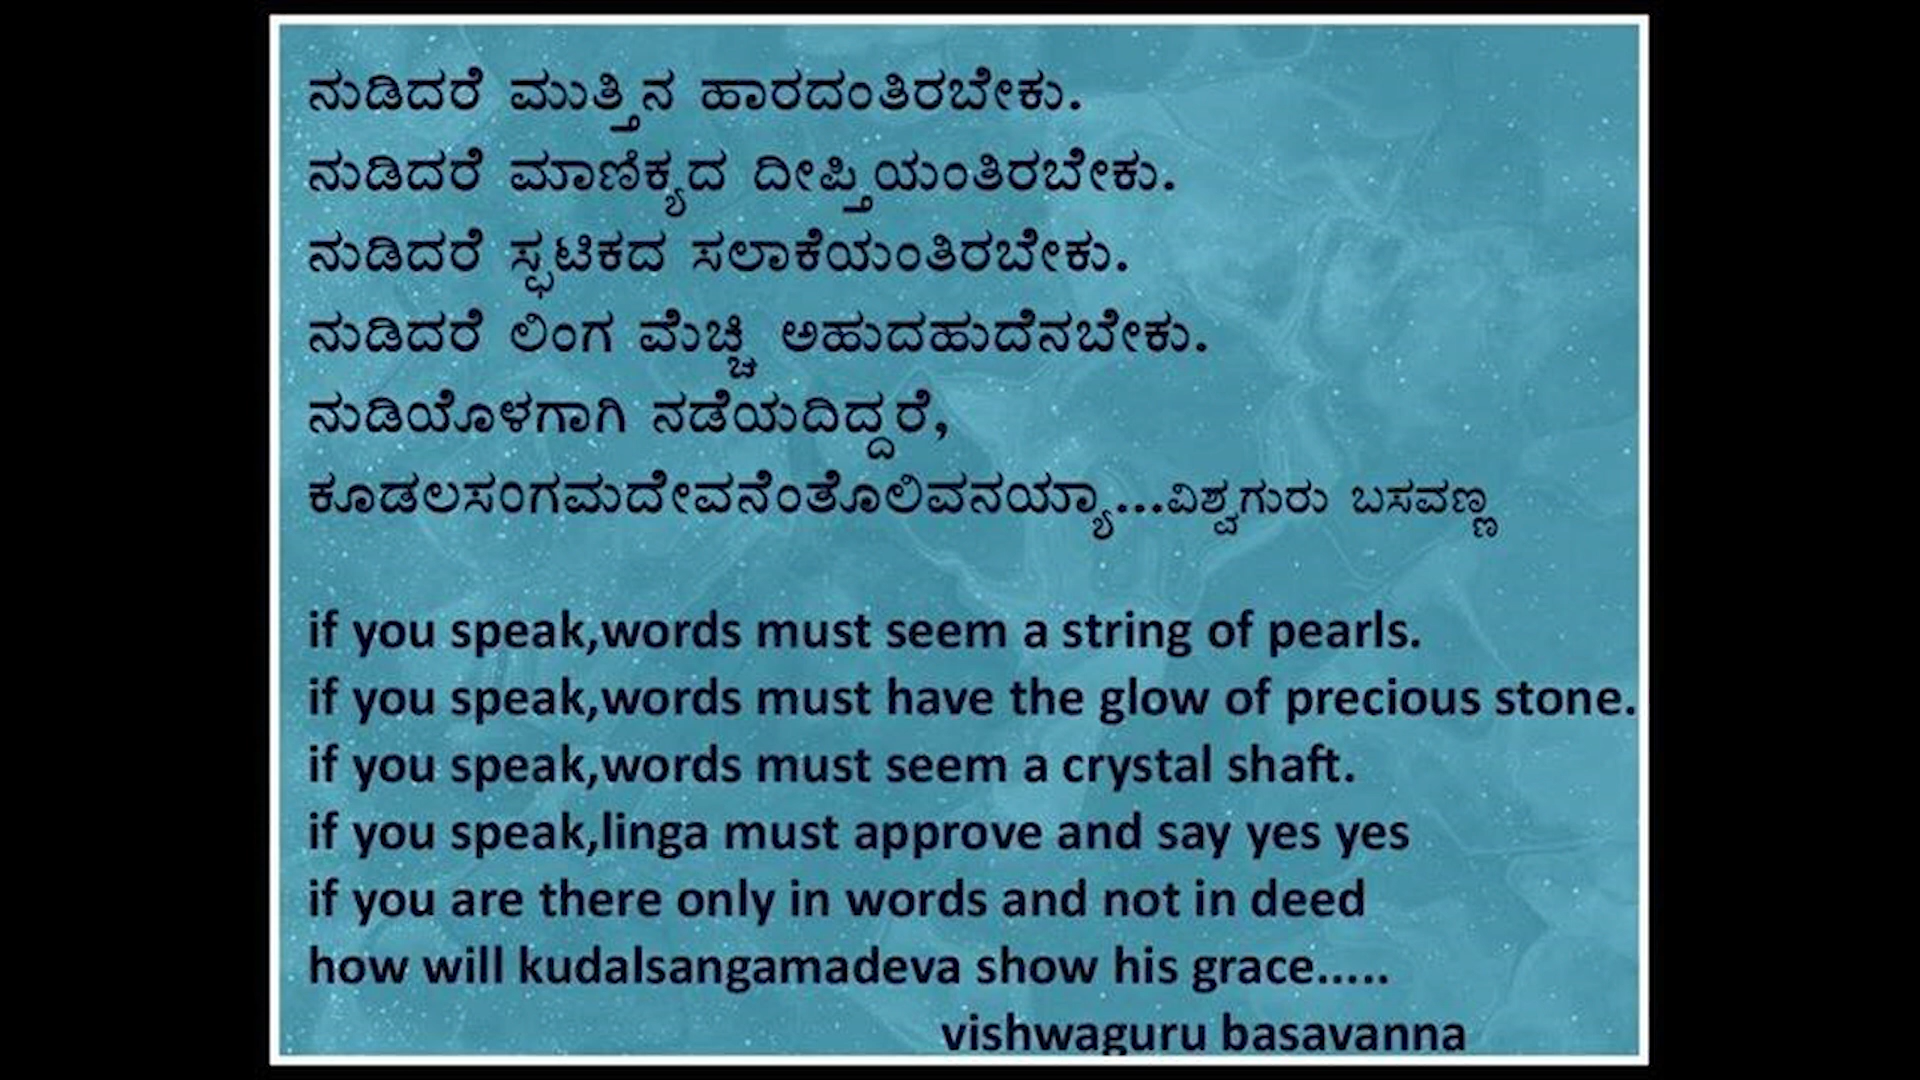 ನುಡಿದರೆ ಮುತ್ತಿನ ಹಾರದಂತಿರಬೇಕು.
ನುಡಿದರೆ ಮಾಣಿಕ್ಯದ ದೀಪ್ತಿಯಂತಿರಬೇಕು.
ನುಡಿದರೆ ಸ್ಫಟಿಕದ ಸಲಾಕೆಯಂತಿರಬೇಕು.
ನುಡಿದರೆ ಲಿಂಗ ಮೆಚ್ಚಿ ಅಹುದಹುದೆನಬೇಕು.
ನುಡಿಯೊಳಗಾಗಿ ನಡೆಯದಿದ್ದರೆ,
ಕೂಡಲಸಂಗಮದೇವನೆಂತೊಲಿವನಯ್ಯಾ...ವಿಶ್ವಗುರು ಬಸವಣ್ಣ
if you speak,words must seem a string of pearls.
if you speak,words must have the glow of precious stone.
if you speak,words must seem a crystal shaft.
if you speak,linga must approve and say yes yes
if you are there only in words and not in deed
how will kudalsangamadeva show his grace.....
vishwaguru basavanna